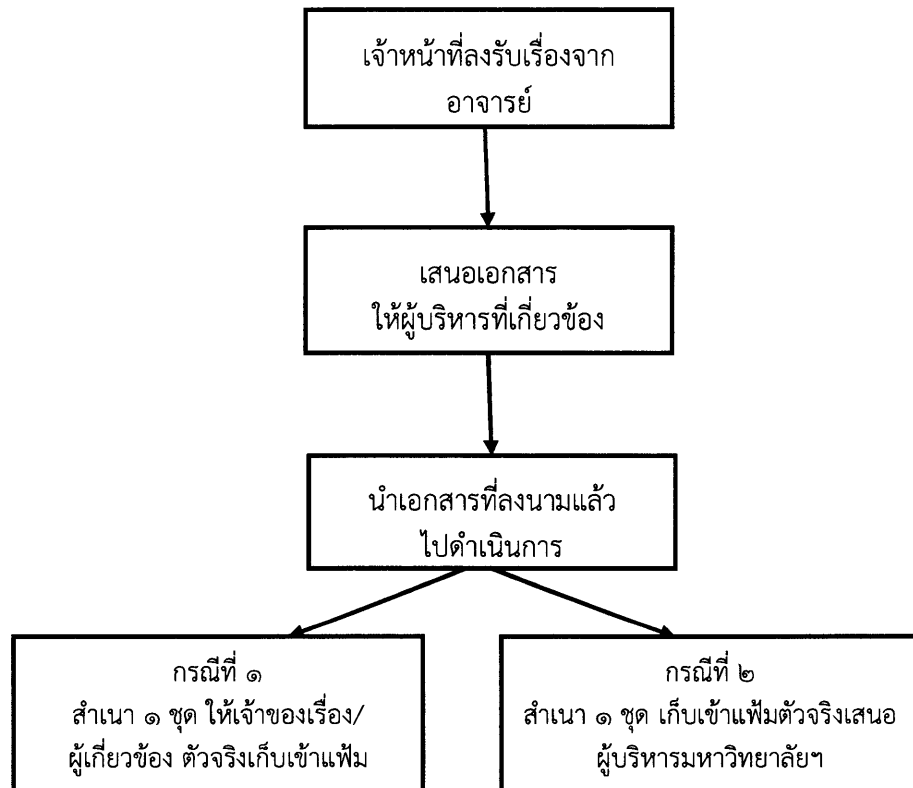 เจ้าหน้าที่ลงรับเรื่องจาก
อาจารย์
เสนอเอกสาร
ให้ผู้บริหารที่เกี่ยวข้อง
นำเอกสารที่ลงนามแล้ว
ไปดำเนินการ
กรณีที่ ๑
สำเนา ๑ ชุด ให้เจ้าของเรื่อง/
ผู้เกี่ยวข้อง ตัวจริงเก็บเข้าแฟ้ม
กรณีที่ ๒
สำเนา ๑ ชุด เก็บเข้าแฟ้มตัวจริงเสนอ
ผู้บริหารมหาวิทยาลัยฯ